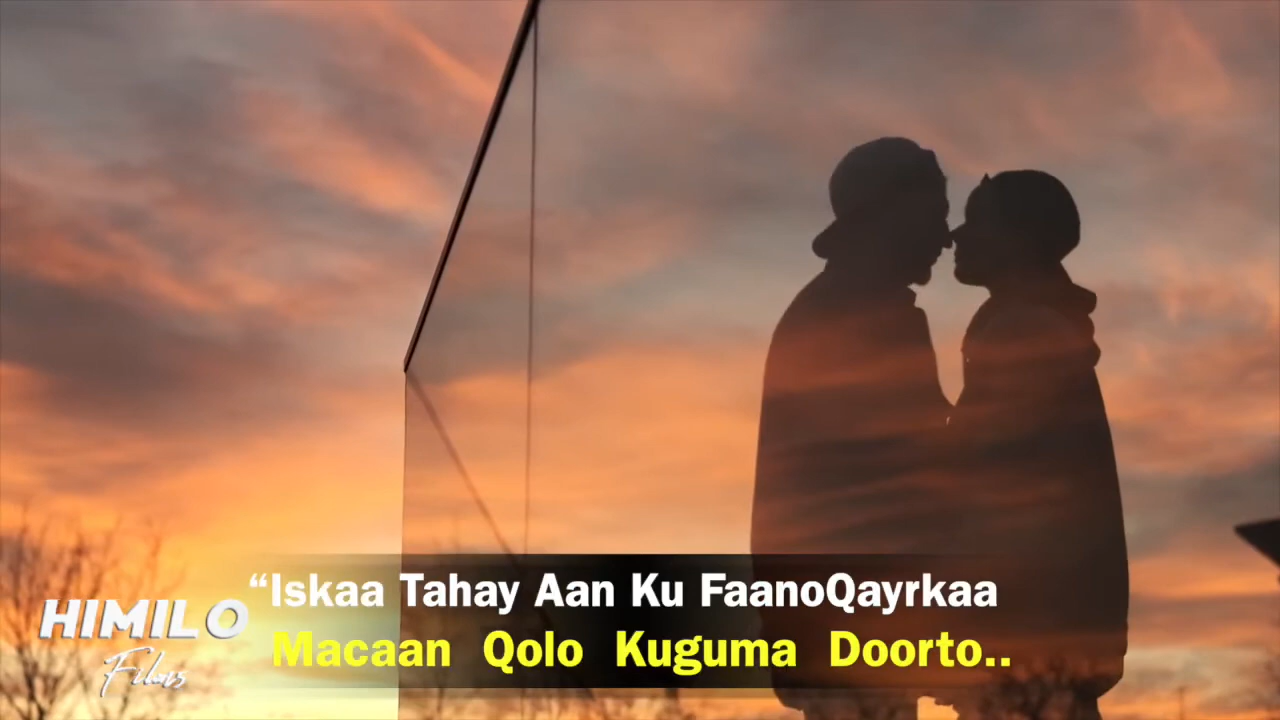 “Iskaa Tahay Aan Ku FaanoQayrkaa
Macaan Qolo Kuguma Doorto..
HIMILO
Films